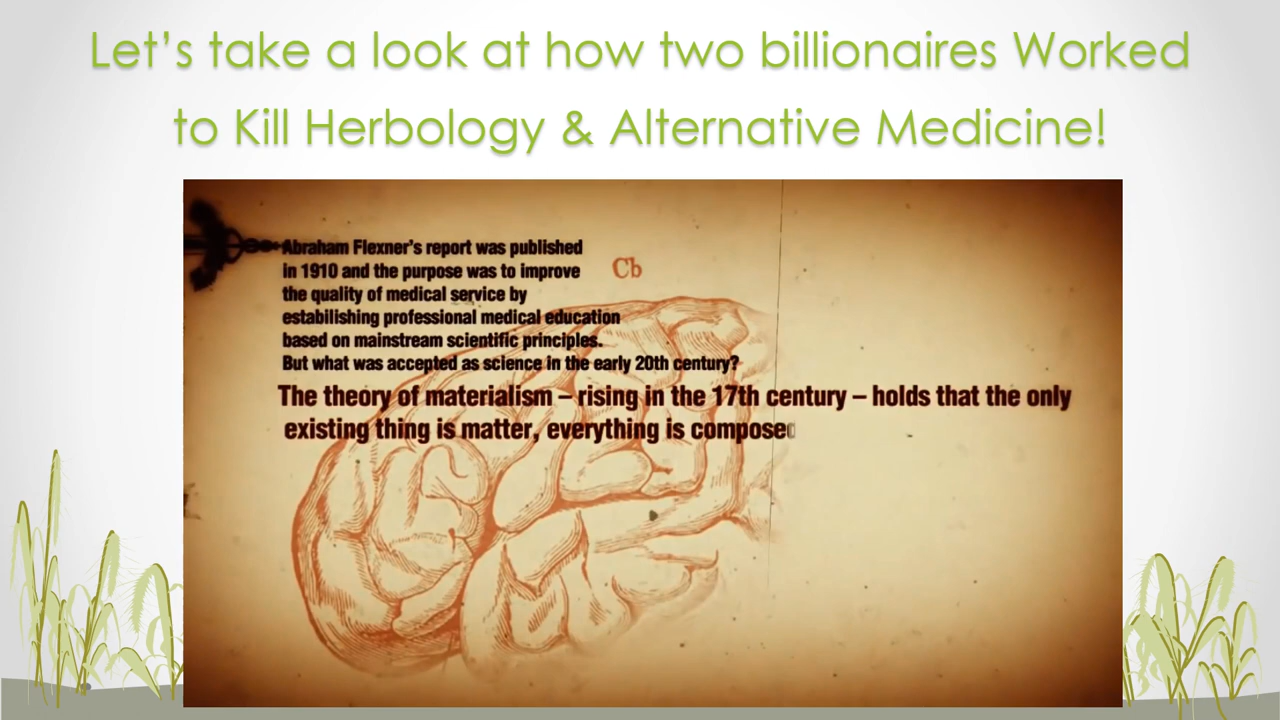 Let's take a look at how two billionaires Worked
to Kill Herbology & Alternative Medicine!
Abraham Flexner's report was published
in 1910 and the purpose was to improve
the quality of medical service by
estabilishing professional medical education
based on mainstream scientific principles.
But what was accepted as science in the early 20th century?
The theory of materialism – rising in the 17th century – holds that the only
existing thing is matter, everything is composed
Cb